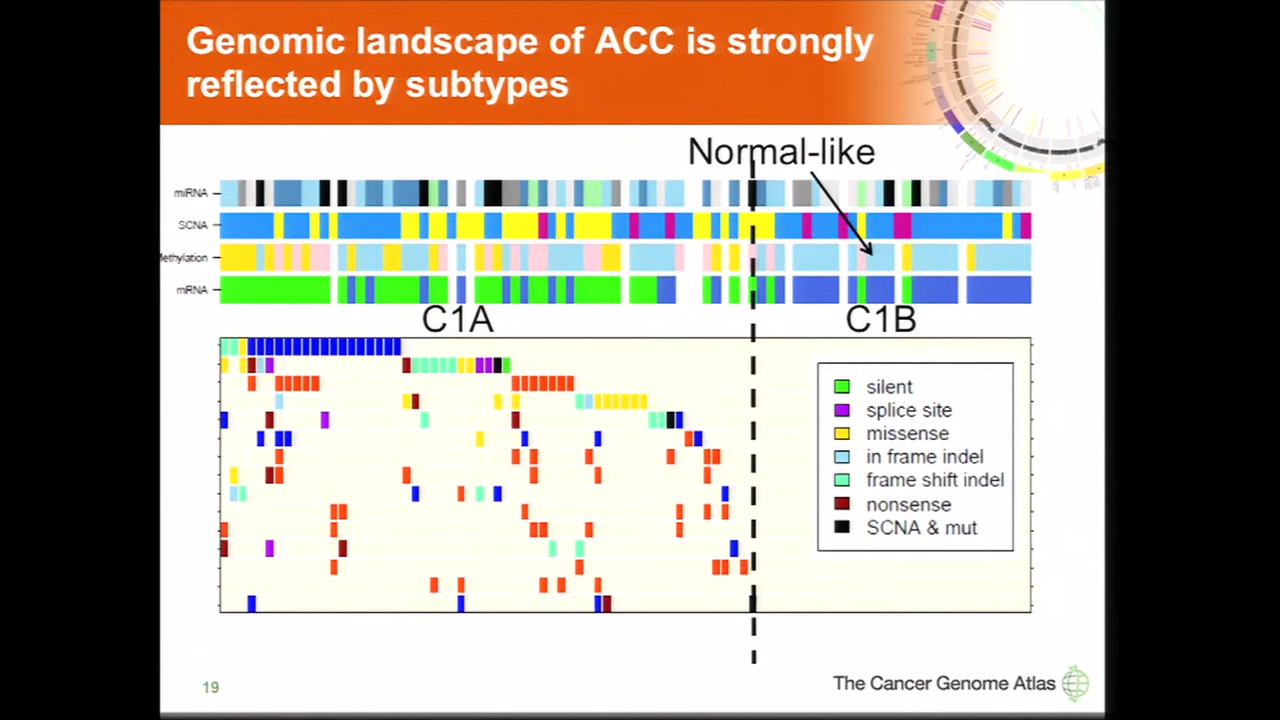 Genomic landscape of ACC is strongly
reflected by subtypes
Normal-like
miRNA
SCNA
ethylation
mRNA
C1A
C1B
silent
splice site
missense
in frame indel
frame shift indel
nonsense
SCNA & mut
19
The Cancer Genome Atlas